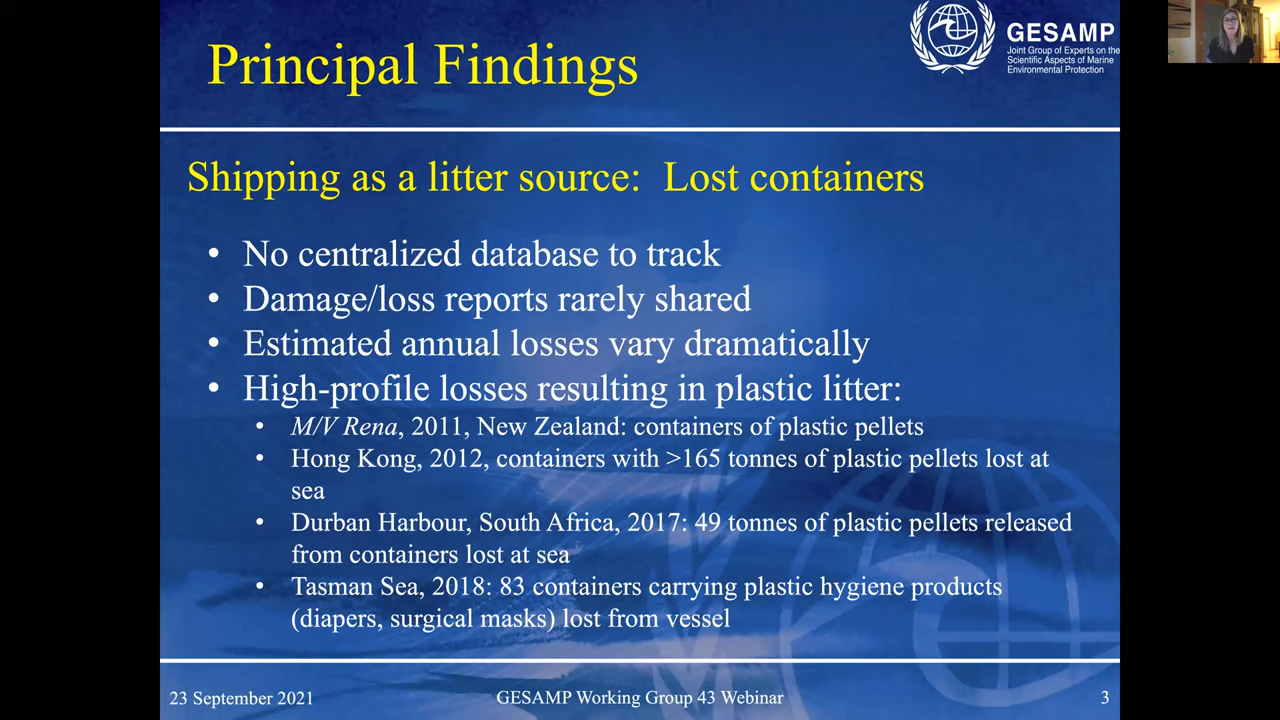 Principal Findings
GESAMP
Joint Group of Experts on the
Scientific Aspects of Marine
Environmental Protection
Shipping as a litter source: Lost containers
• No centralized database to track
• Damage/loss reports rarely shared
• Estimated annual losses vary dramatically
• High-profile losses resulting in plastic litter:
• M/V Rena, 2011, New Zealand: containers of plastic pellets
• Hong Kong, 2012, containers with >165 tonnes of plastic pellets lost at
sea
• Durban Harbour, South Africa, 2017: 49 tonnes of plastic pellets released
from containers lost at sea
• Tasman Sea, 2018: 83 containers carrying plastic hygiene products
(diapers, surgical masks) lost from vessel
23 September 2021
GESAMP Working Group 43 Webinar
3